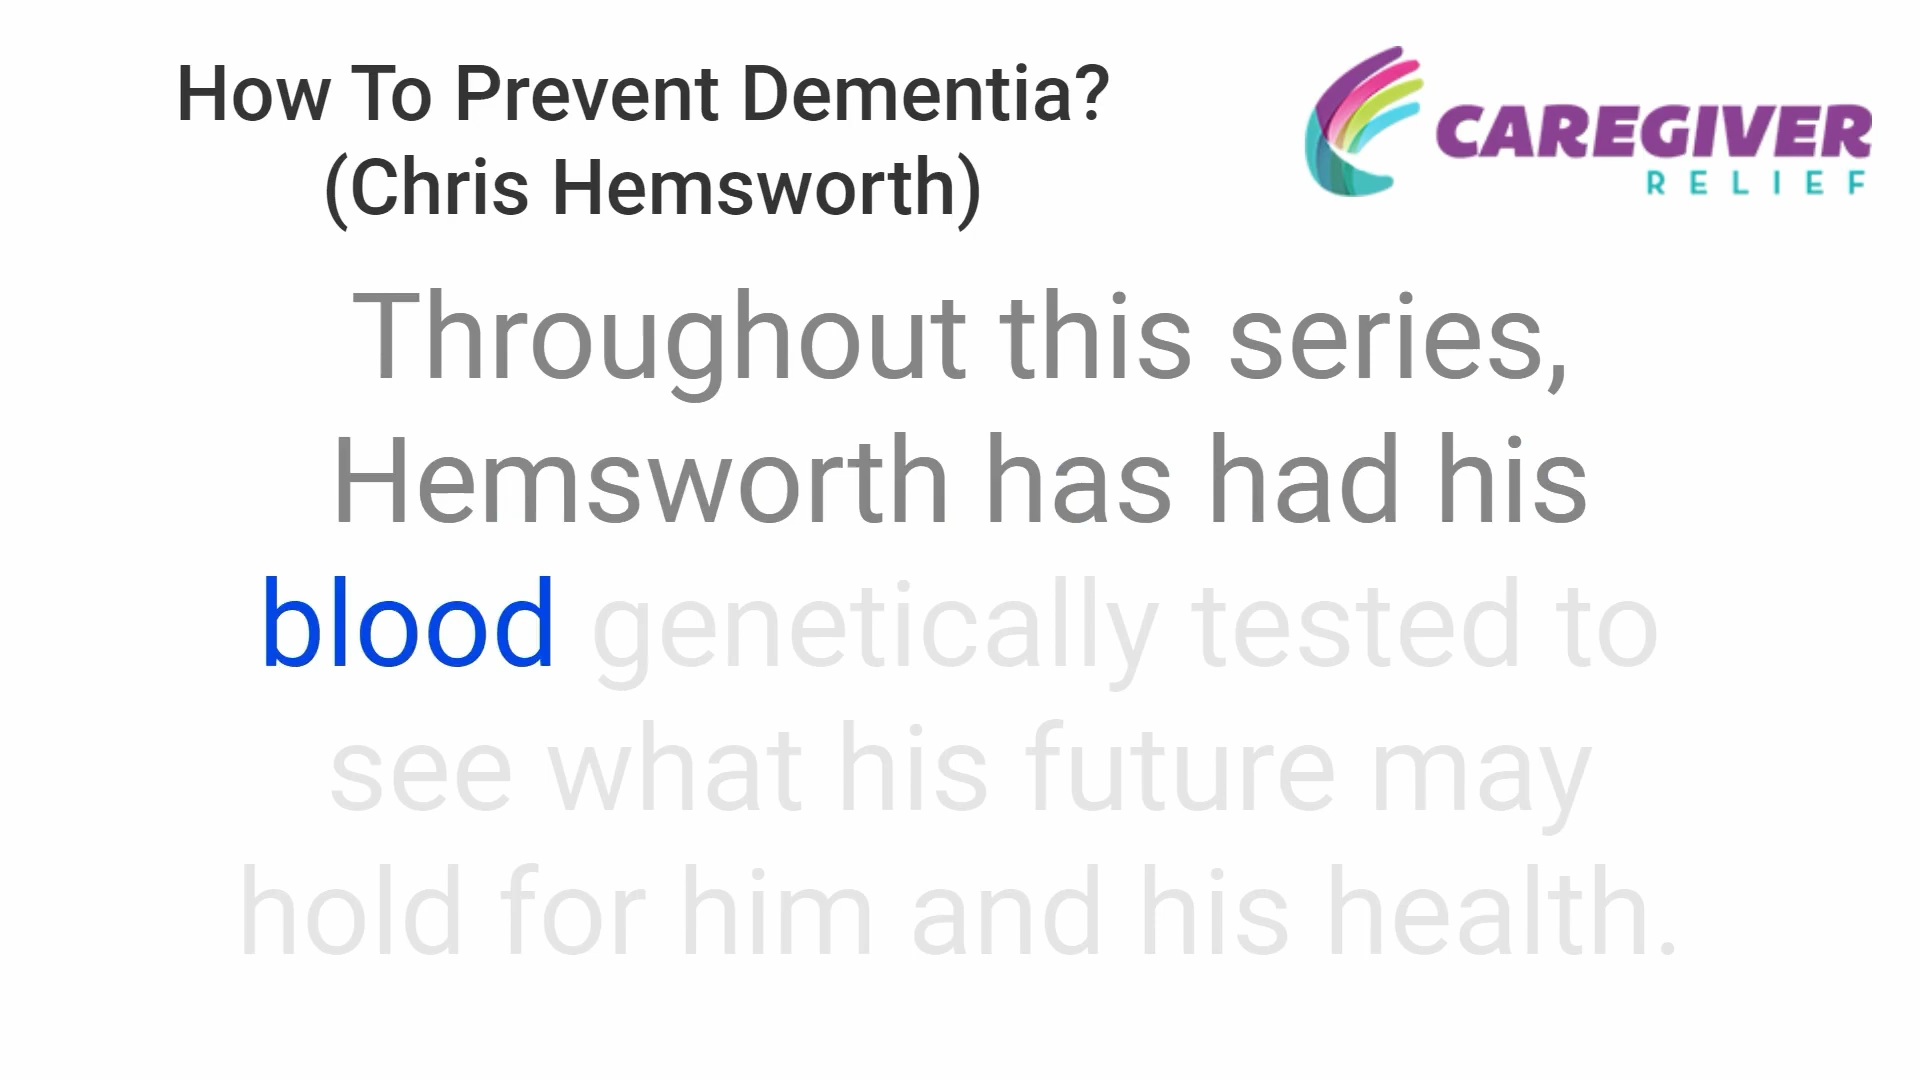 How To Prevent Dementia?
(Chris Hemsworth)
CAREGIVER
RELIEF
Throughout this series,
Hemsworth has had his
blood genetically tested to
see what his future may
hold for him and his health.